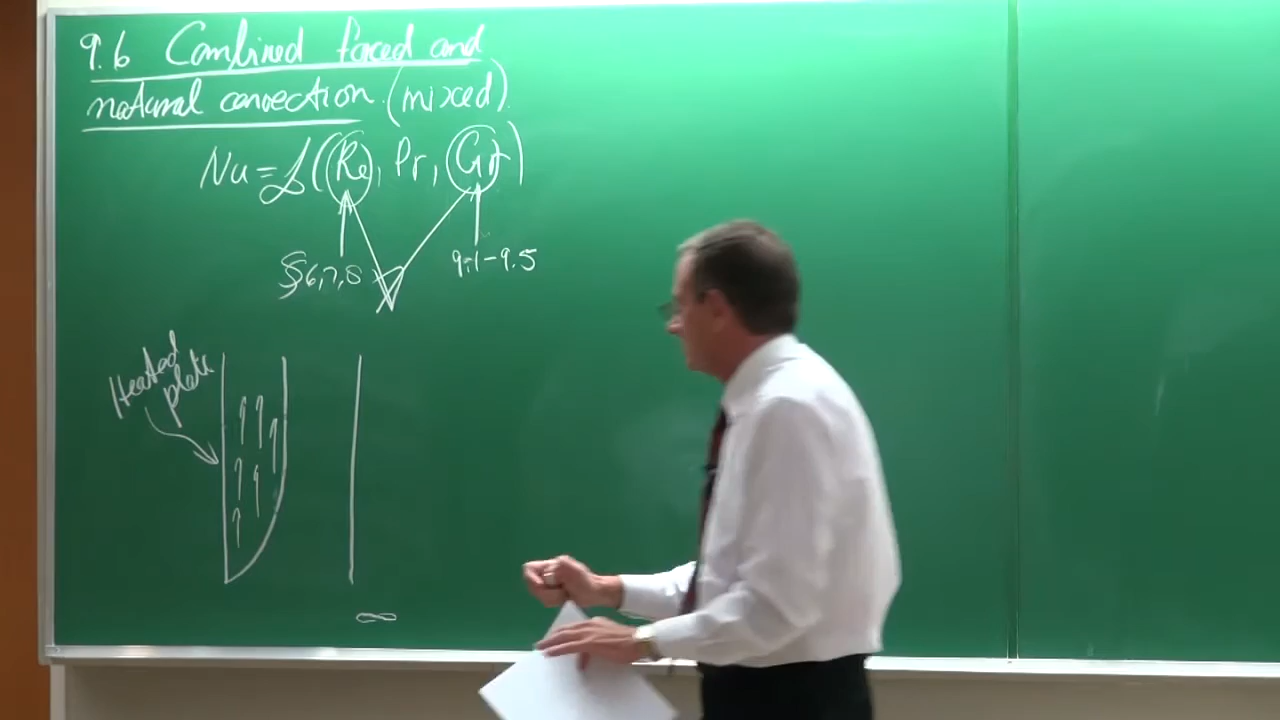 9.6 Combined forced and
natural convection (mixed).
Nu = f(Re, Pr, Gr)
§6,7,8
9.1-9.5
Heated
plate
∞